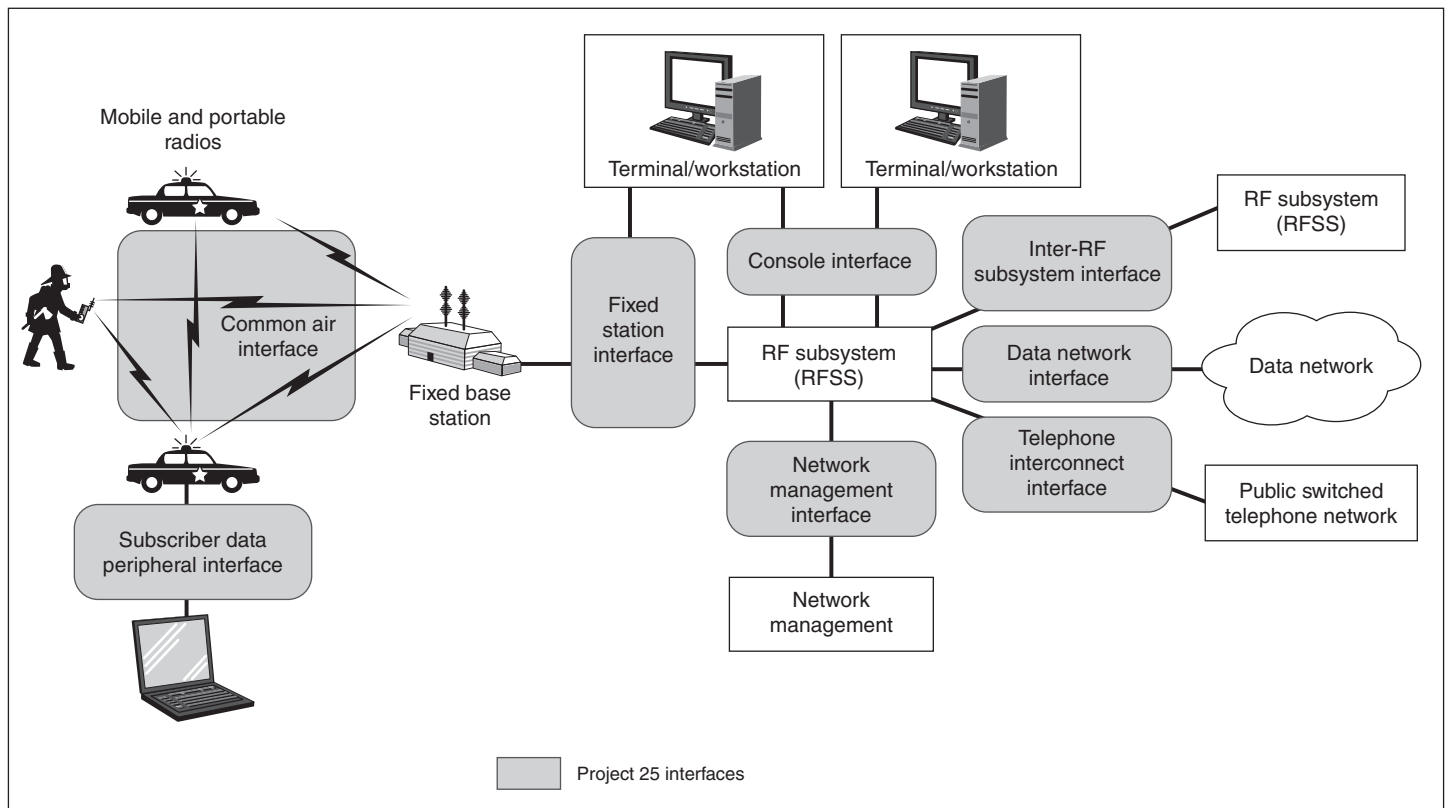 Mobile and portable
radios
Common air
interface
Fixed base
station
Subscriber data
peripheral interface
Terminal/workstation
Terminal/workstation
Fixed
station
interface
Console interface
RF subsystem
(RFSS)
Network
management
interface
Network
management
Inter-RF
subsystem interface
RF subsystem
(RFSS)
Data network
interface
Data network
Telephone
interconnect
interface
Public switched
telephone network
Project 25 interfaces